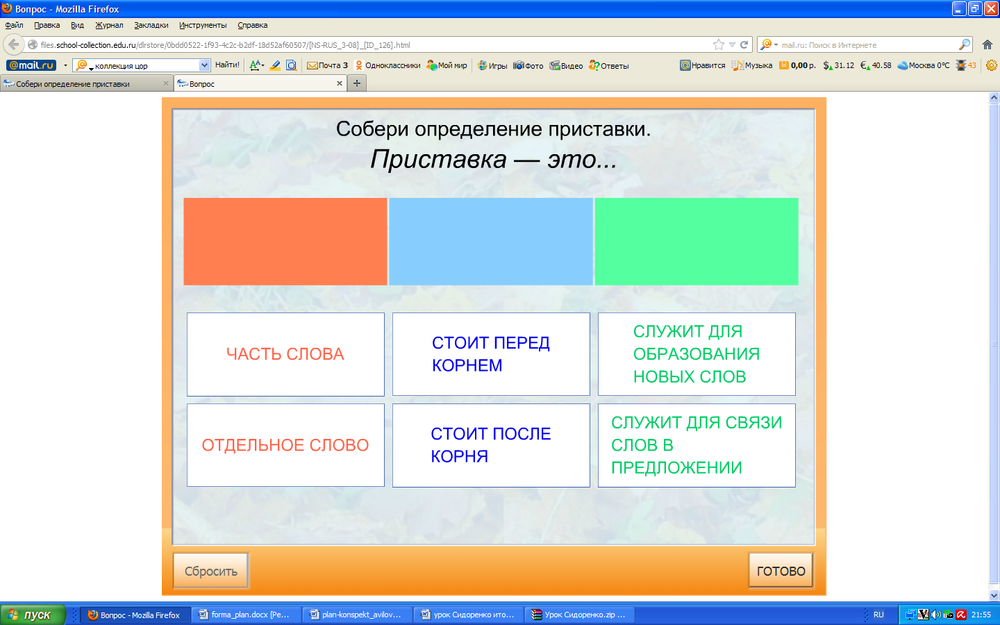 Вопрос - Mozilla Firefox
Файл Правка Вид Журнал Закладки Инструменты Справка
files.school-collection.edu.ru/dlrstore/0bdd0522-1f93-4c2c-b2df-18d52af60507/[NS-RUS_3-08]_[ID_126].html
mail.ru: Поиск в Интернете
@mail.ru коллекция цор Найти! Почта 3 Одноклассники Мой мир Игры Фото Видео Ответы Нравится Музыка 0,00 р. $ 31.12 € 40.58 Москва 0°C 43
Собери определение приставки
Вопрос
Собери определение приставки.
Приставка — это...
ЧАСТЬ СЛОВА
СТОИТ ПЕРЕД
КОРНЕМ
СЛУЖИТ ДЛЯ
ОБРАЗОВАНИЯ
НОВЫХ СЛОВ
ОТДЕЛЬНОЕ СЛОВО
СТОИТ ПОСЛЕ
КОРНЯ
СЛУЖИТ ДЛЯ СВЯЗИ
СЛОВ В
ПРЕДЛОЖЕНИИ
Сбросить
ГОТОВО
пуск
Вопрос - Mozilla Firefox
forma_plan.docx [Ре...
plan-konspekt_avilov...
урок Сидоренко ито...
Урок Сидоренко.zip ...
RU
21:55